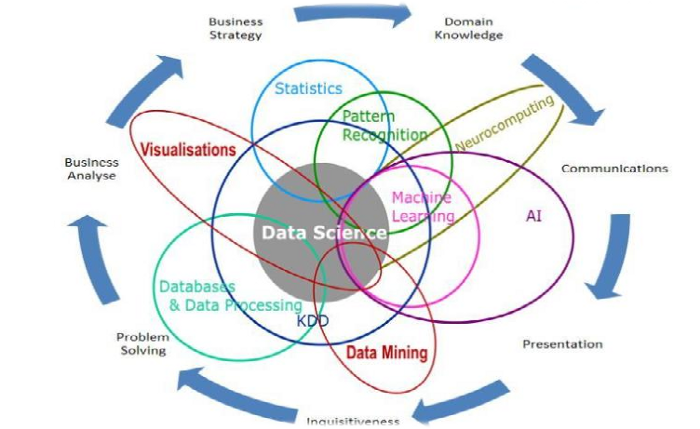 Business
Strategy
Domain
Knowledge
Statistics
Pattern
Recognition
Neurocomputing
Visualisations
Business
Analyse
Communications
Machine
Learning
AI
Data Science
Databases
& Data Processing
KDD
Problem
Solving
Data Mining
Presentation
Inquisitiveness